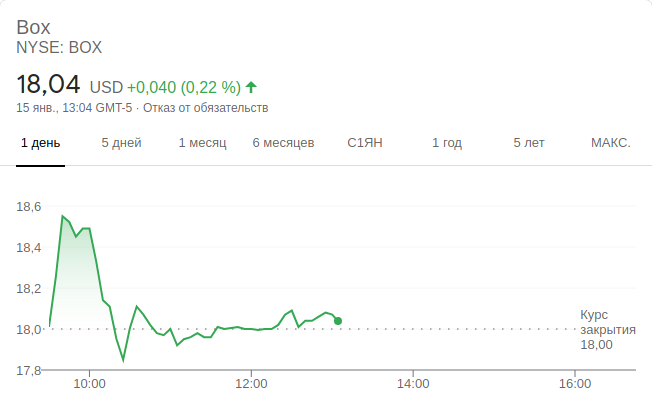 Box
NYSE: BOX
18,04 USD +0,040 (0,22 %)
15 янв., 13:04 GMT-5 · Отказ от обязательств
1 день 5 дней 1 месяц 6 месяцев С1ЯН 1 год 5 лет МАКС.
18,6
18,4
18,2
Курс
18,0 закрытия
18,00
17,8
10:00 12:00 14:00 16:00